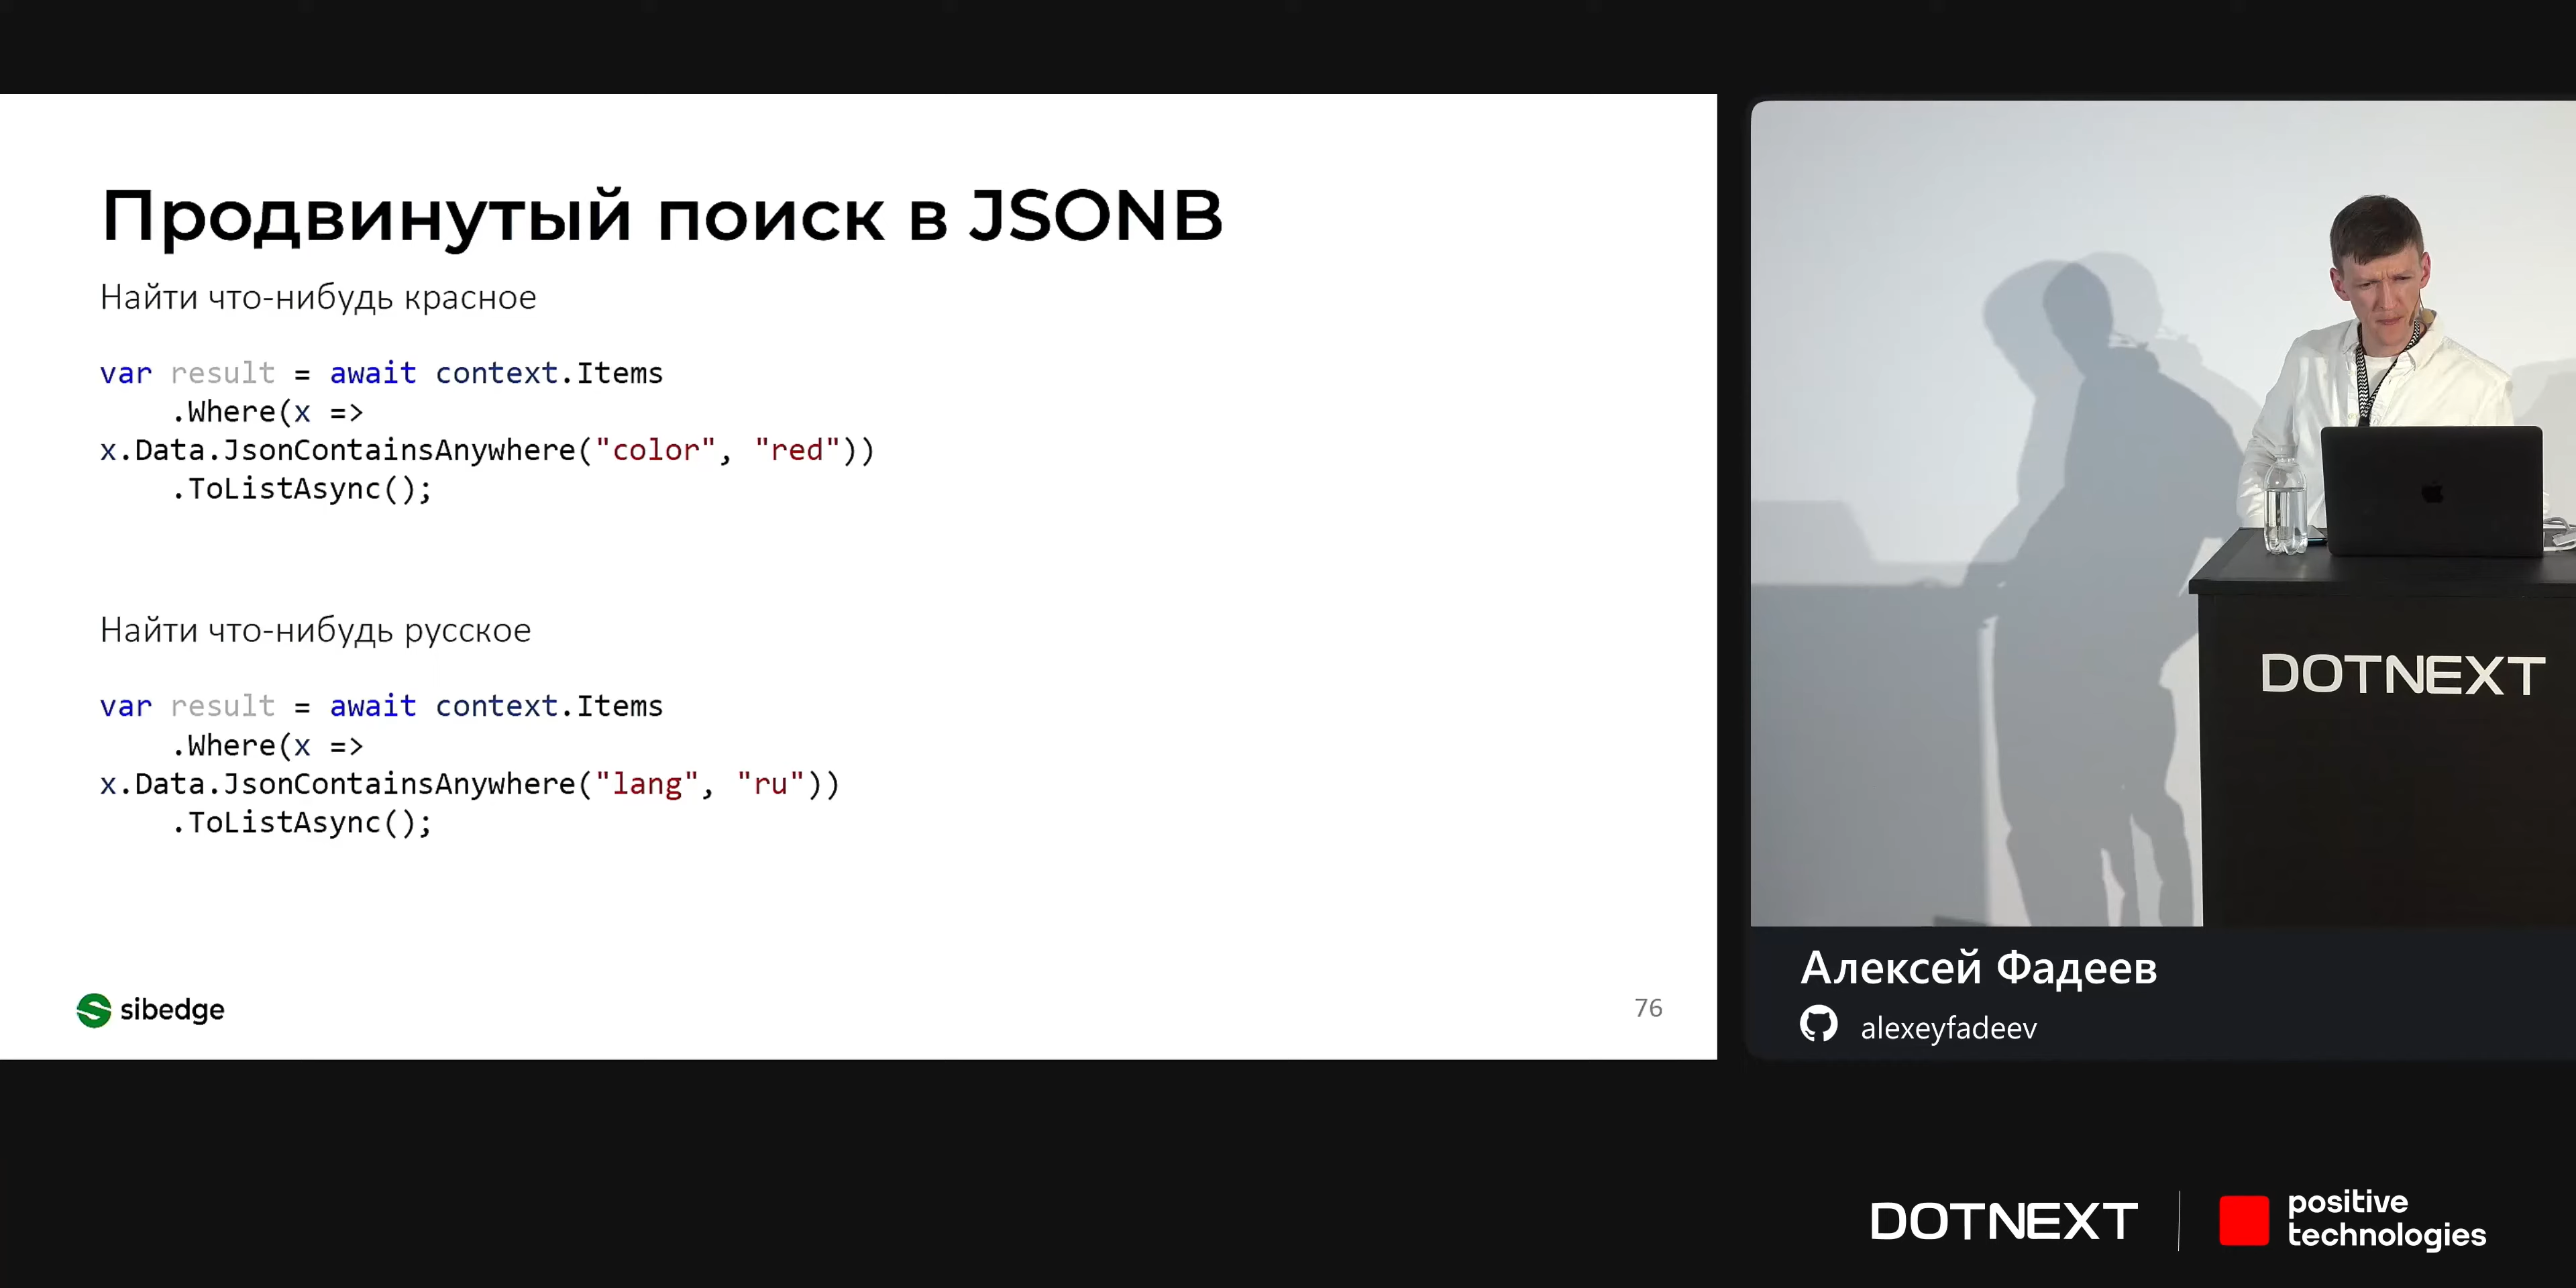 Продвинутый поиск в JSONB
Найти что-нибудь красное
var result = await context.Items
.Where(x =>
x.Data.JsonContainsAnywhere("color", "red"))
.ToListAsync();
Найти что-нибудь русское
var result = await context.Items
.Where(x =>
x.Data.JsonContainsAnywhere("lang", "ru"))
.ToListAsync();
sibedge
76
DOTNEXT
Алексей Фадеев
alexeyfadeev
DOTNEXT
positive
technologies